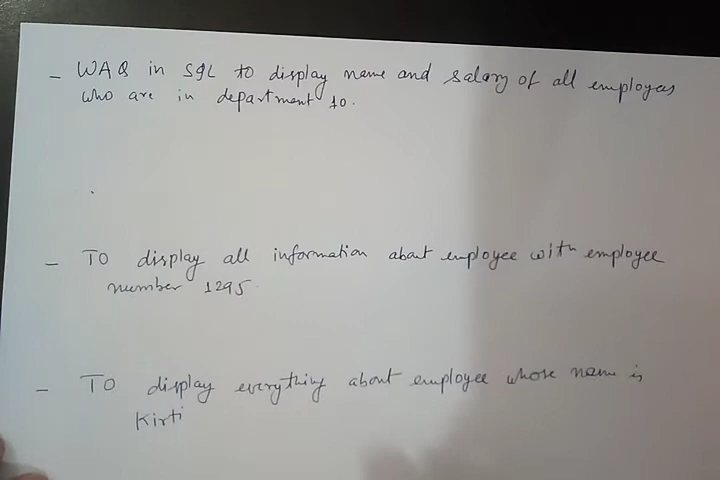 - WAQ in SQL to display name and salary of all employees
who are in department 10.
- TO display all information about employee with employee
number 1295.
- TO display everything about employee whose name is
Kirti